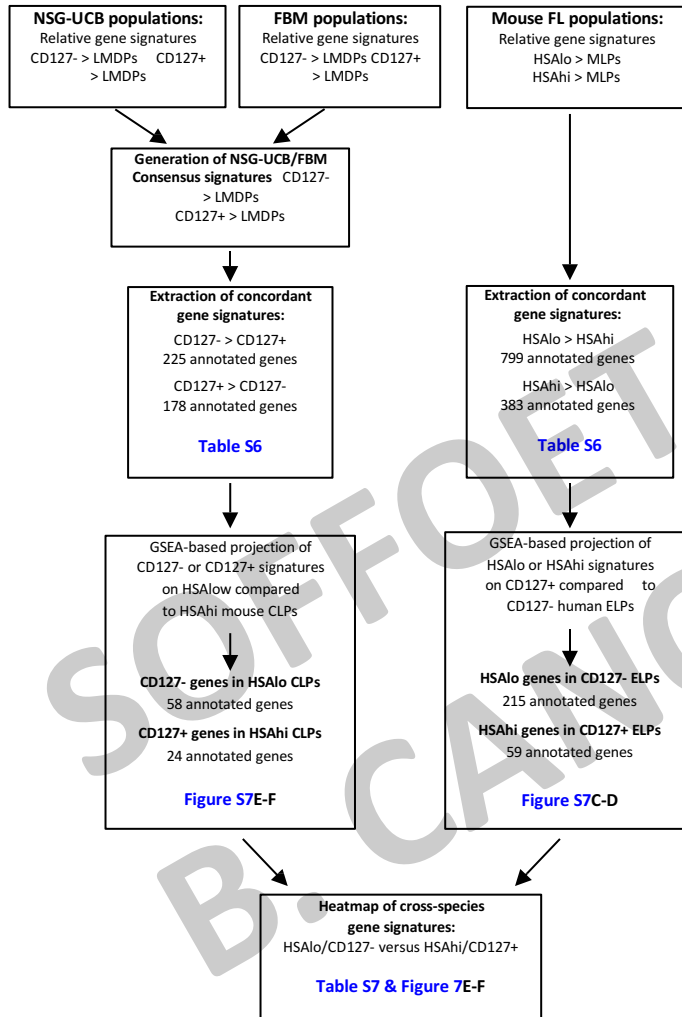 NSG-UCB populations:
Relative gene signatures
CD127- > LMDPs CD127+
> LMDPs
FBM populations:
Relative gene signatures
CD127- > LMDPs CD127+
> LMDPs
Mouse FL populations:
Relative gene signatures
HSAlo > MLPs
HSAhi > MLPs
Generation of NSG-UCB/FBM
Consensus signatures CD127-
> LMDPs
CD127+ > LMDPs
Extraction of concordant
gene signatures:
CD127- > CD127+
225 annotated genes
CD127+ > CD127-
178 annotated genes
Table S6
Extraction of concordant
gene signatures:
HSAlo > HSAhi
799 annotated genes
HSAhi > HSAlo
383 annotated genes
Table S6
GSEA-based projection of
CD127- or CD127+ signatures
on HSAlow compared
to HSAhi mouse CLPs
CD127- genes in HSAlo CLPs
58 annotated genes
CD127+ genes in HSAhi CLPs
24 annotated genes
Figure S7E-F
GSEA-based projection of
HSAlo or HSAhi signatures
on CD127+ compared to
CD127- human ELPs
HSAlo genes in CD127- ELPs
215 annotated genes
HSAhi genes in CD127+ ELPs
59 annotated genes
Figure S7C-D
Heatmap of cross-species
gene signatures:
HSAlo/CD127- versus HSAhi/CD127+
Table S7 & Figure 7E-F
SOFFOET
B. CANC